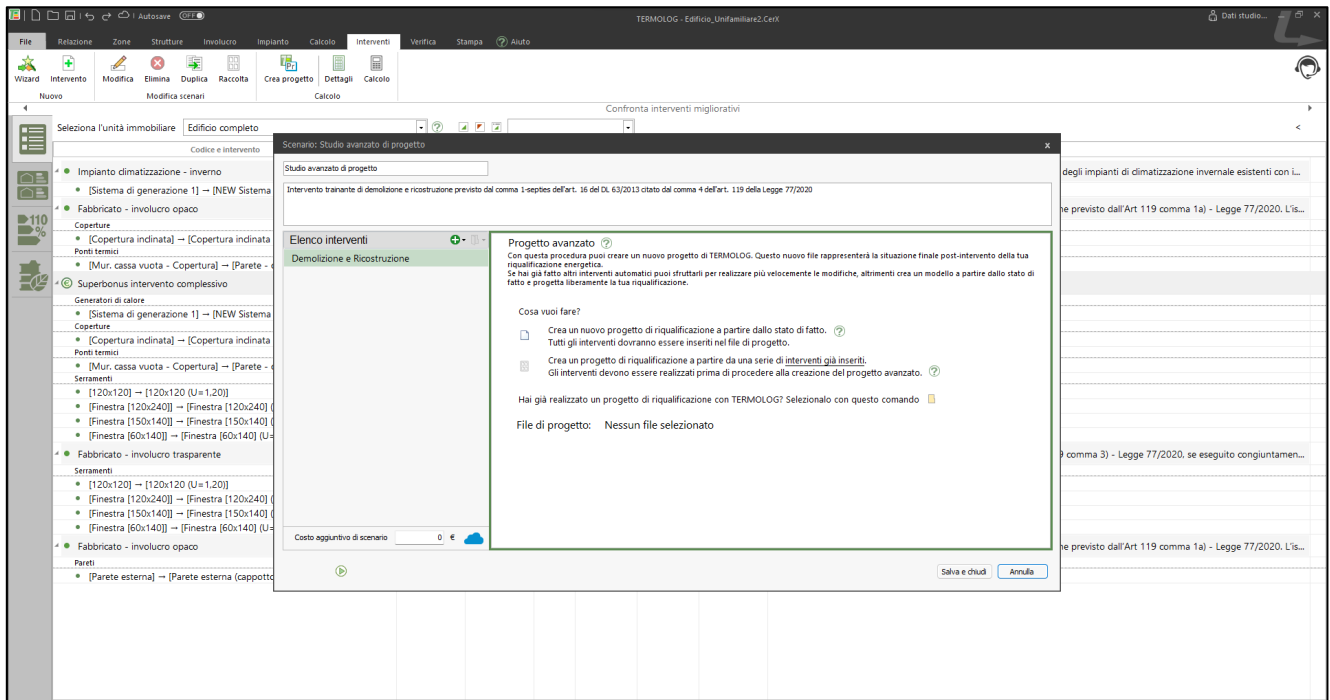 Autosave OFF
TERMOLOG - Edificio_Unifamiliare2.CerX
Dati studio...
File Relazione Zone Strutture Involucro Impianto Calcolo Interventi Verifica Stampa Aiuto
Wizard Intervento Modifica Elimina Duplica Raccolta Crea progetto Dettagli Calcolo
Nuovo Modifica scenari Calcolo
Confronta interventi migliorativi
Seleziona l'unità immobiliare Edificio completo
Codice e intervento
Impianto climatizzazione - inverno
degli impianti di climatizzazione invernale esistenti con i...
[Sistema di generazione 1] → [NEW Sistema
Fabbricato - involucro opaco
ne previsto dall'Art 119 comma 1a) - Legge 77/2020. L'is...
Coperture
[Copertura inclinata] → [Copertura inclinata
Ponti termici
[Mur. cassa vuota - Copertura] → [Parete - c
110 %
Superbonus intervento complessivo
Generatori di calore
[Sistema di generazione 1] → [NEW Sistema
Coperture
[Copertura inclinata] → [Copertura inclinata
Ponti termici
[Mur. cassa vuota - Copertura] → [Parete - c
Serramenti
[120x120] → [120x120 (U=1,20)]
[Finestra [120x240]] → [Finestra [120x240] (
[Finestra [150x140]] → [Finestra [150x140] (
[Finestra [60x140]] → [Finestra [60x140] (U=
Fabbricato - involucro trasparente
9 comma 3) - Legge 77/2020. se eseguito congiuntamen...
Serramenti
[120x120] → [120x120 (U=1,20)]
[Finestra [120x240]] → [Finestra [120x240] (
[Finestra [150x140]] → [Finestra [150x140] (
[Finestra [60x140]] → [Finestra [60x140] (U=
Fabbricato - involucro opaco
ne previsto dall'Art 119 comma 1a) - Legge 77/2020. L'is...
Pareti
[Parete esterna] → [Parete esterna (cappotto
Scenario: Studio avanzato di progetto x
Studio avanzato di progetto
Intervento trainante di demolizione e ricostruzione previsto dal comma 1-septies dell'art. 16 del DL 63/2013 citato dal comma 4 dell'art. 119 della Legge 77/2020
Elenco interventi
Demolizione e Ricostruzione
Costo aggiuntivo di scenario 0 €
Progetto avanzato
Con questa procedura puoi creare un nuovo progetto di TERMOLOG. Questo nuovo file rappresenterà la situazione finale post-intervento della tua
riqualificazione energetica.
Se hai già fatto altri interventi automatici puoi sfruttarli per realizzare più velocemente le modifiche, altrimenti crea un modello a partire dallo stato di
fatto e progetta liberamente la tua riqualificazione.
Cosa vuoi fare?
Crea un nuovo progetto di riqualificazione a partire dallo stato di fatto.
Tutti gli interventi dovranno essere inseriti nel file di progetto.
Crea un progetto di riqualificazione a partire da una serie di interventi già inseriti.
Gli interventi devono essere realizzati prima di procedere alla creazione del progetto avanzato.
Hai già realizzato un progetto di riqualificazione con TERMOLOG? Selezionalo con questo comando
File di progetto: Nessun file selezionato
Salva e chiudi Annulla